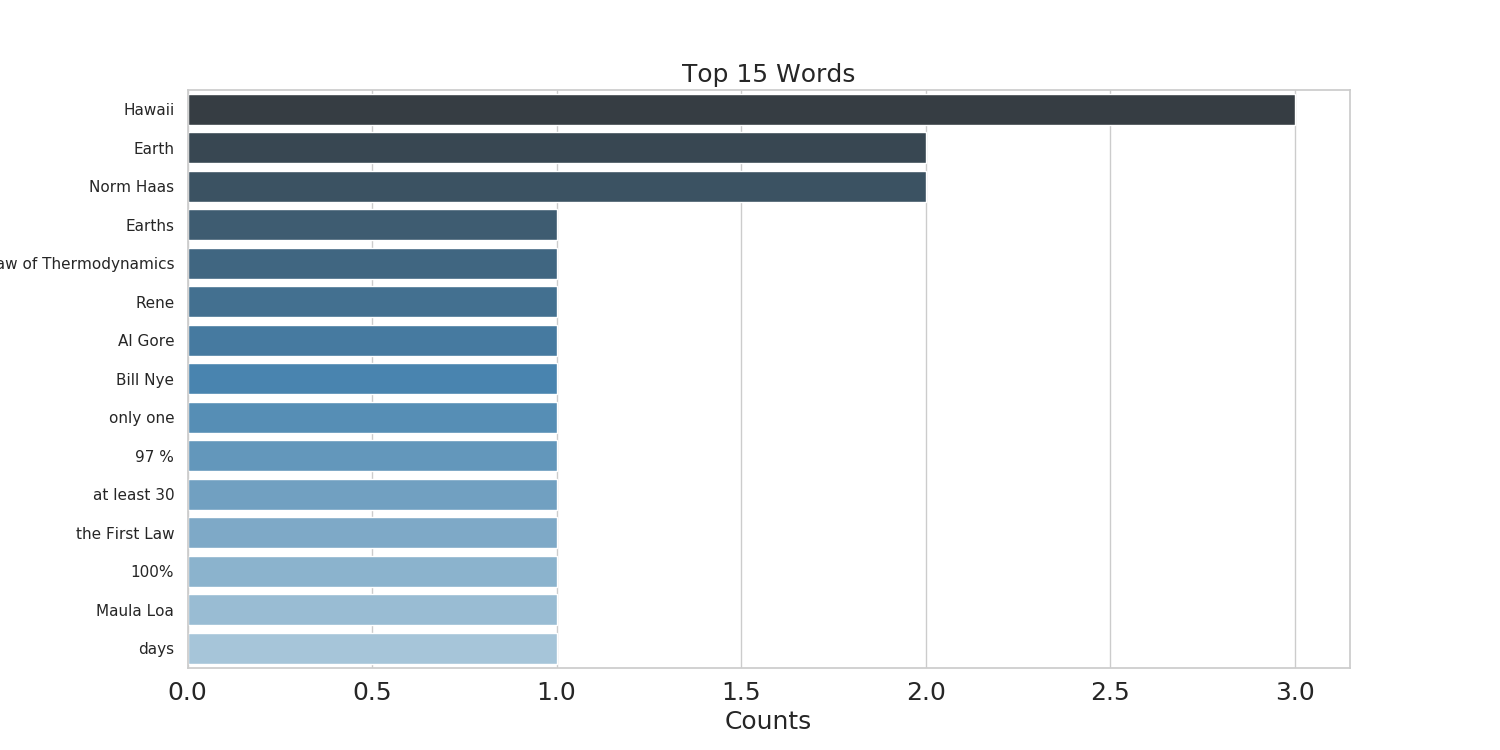 Top 15 Words
Hawaii
Earth
Norm Haas
Earths
aw of Thermodynamics
Rene
Al Gore
Bill Nye
only one
97 %
at least 30
the First Law
100%
Maula Loa
days
0.0 0.5 1.0 1.5 2.0 2.5 3.0
Counts